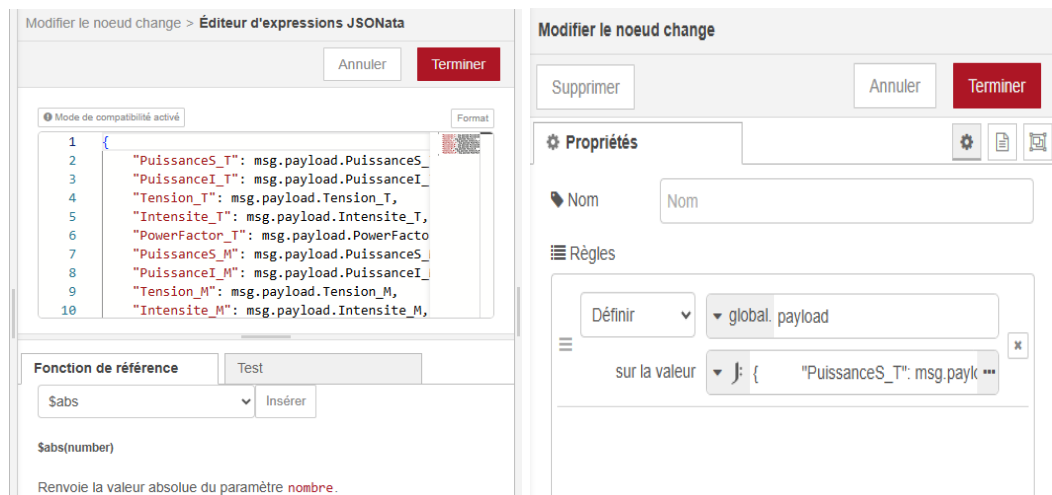 Modifier le noeud change > Éditeur d'expressions JSONata
Annuler
Terminer
Mode de compatibilité activé
Format
1 {
2 "PuissanceS_T": msg.payload.PuissanceS_
3 "PuissanceI_T": msg.payload.PuissanceI_
4 "Tension_T": msg.payload.Tension_T,
5 "Intensite_T": msg.payload.Intensite_T,
6 "PowerFactor_T": msg.payload.PowerFacto
7 "PuissanceS_M": msg.payload.PuissanceS_
8 "PuissanceI_M": msg.payload.PuissanceI_
9 "Tension_M": msg.payload.Tension_M,
10 "Intensite_M": msg.payload.Intensite_M,
Fonction de référence
Test
$abs
Insérer
$abs(number)
Renvoie la valeur absolue du paramètre nombre.
Modifier le noeud change
Supprimer
Annuler
Terminer
Propriétés
Nom
Nom
Règles
Définir
global. payload
sur la valeur
J: { "PuissanceS_T": msg.paylo ...
x